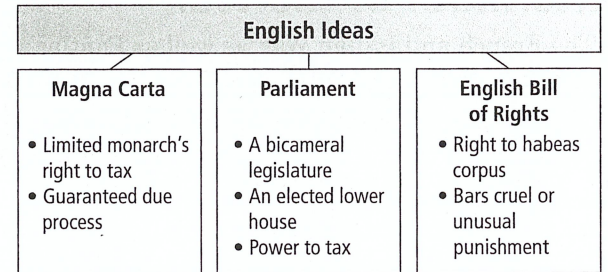 English Ideas
Magna Carta
• Limited monarch's
right to tax
• Guaranteed due
process
Parliament
• A bicameral
legislature
• An elected lower
house
• Power to tax
English Bill
of Rights
• Right to habeas
corpus
• Bars cruel or
unusual
punishment